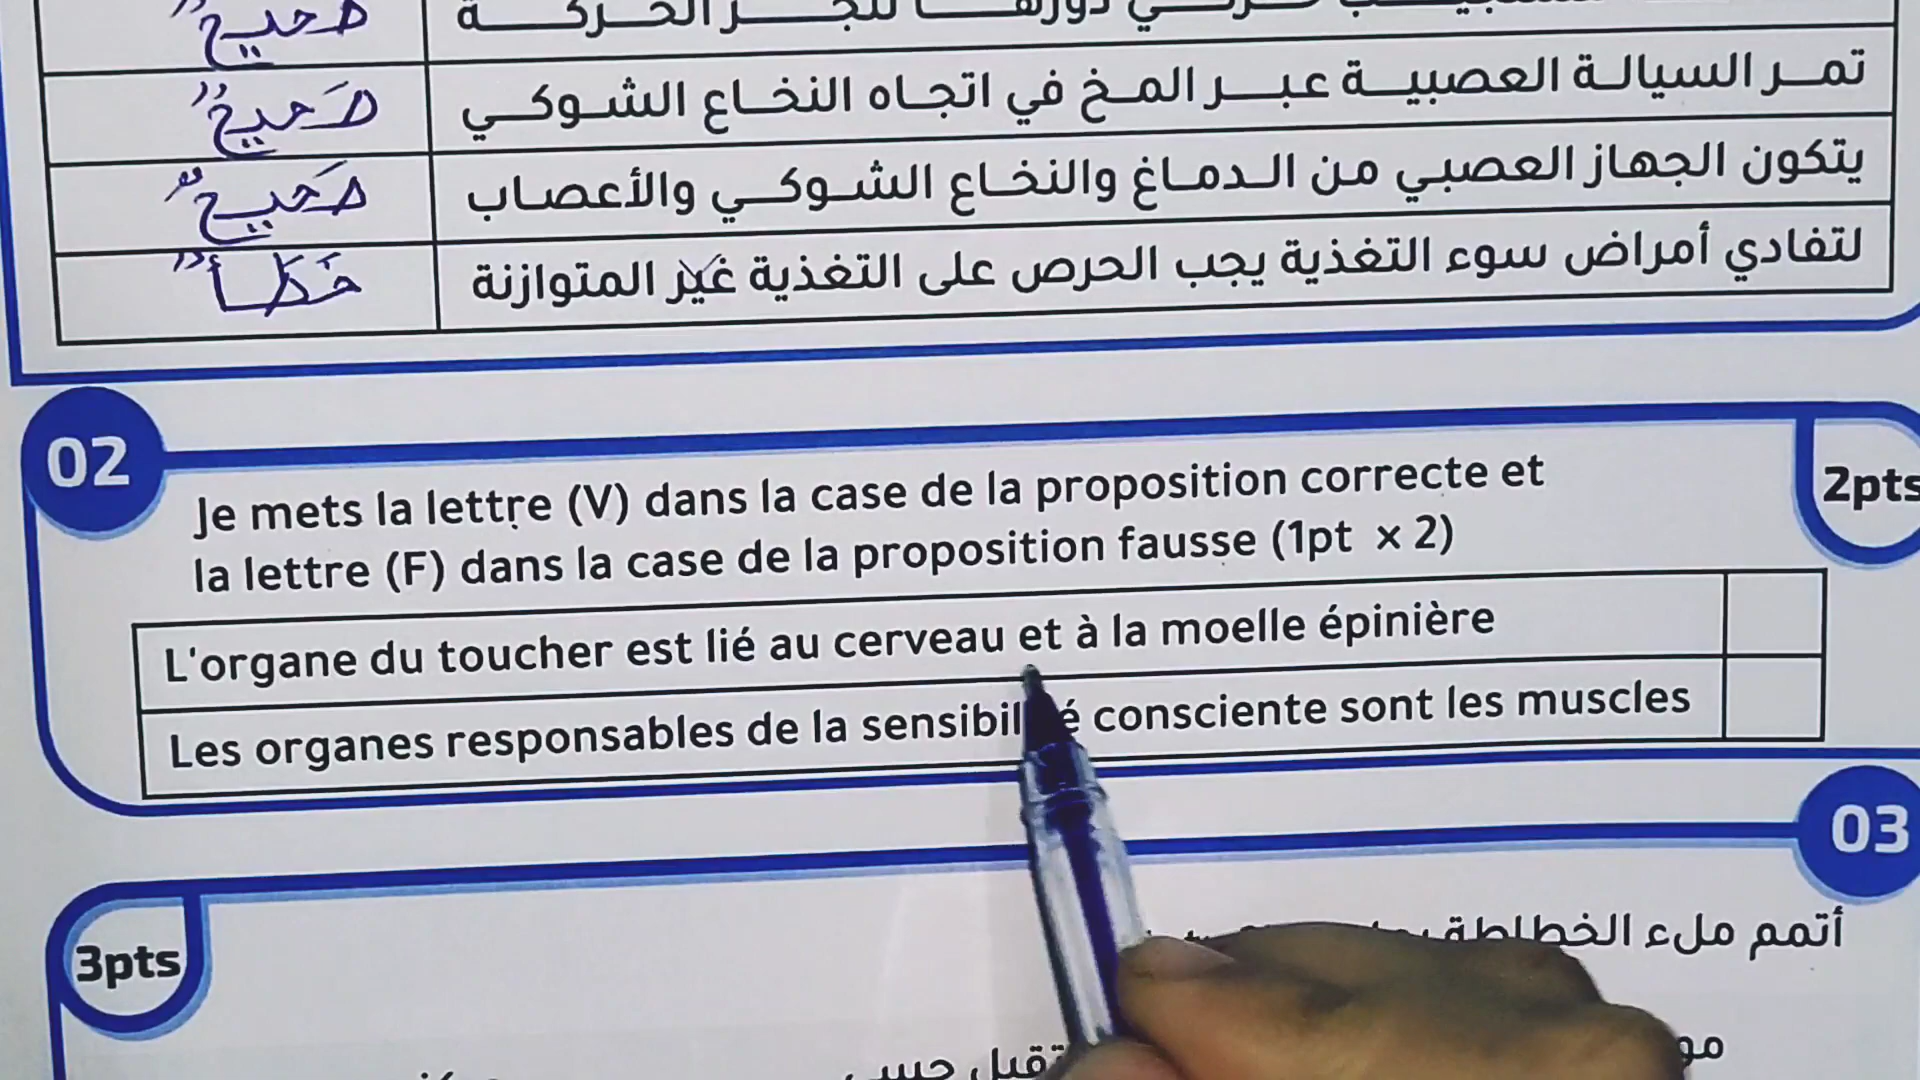 صحيح
تمر السيالة العصبية عبر المخ في اتجاه النخاع الشوكي
صحيح
يتكون الجهاز العصبي من الدماغ والنخاع الشوكي والأعصاب
صحيح
لتفادي أمراض سوء التغذية يجب الحرص على التغذية غير المتوازنة
خطأ
02
2pts
Je mets la lettre (V) dans la case de la proposition correcte et
la lettre (F) dans la case de la proposition fausse (1pt × 2)
L'organe du toucher est lié au cerveau et à la moelle épinière
Les organes responsables de la consciente sont les muscles
03
3pts
أتمم ملء الخطاطة